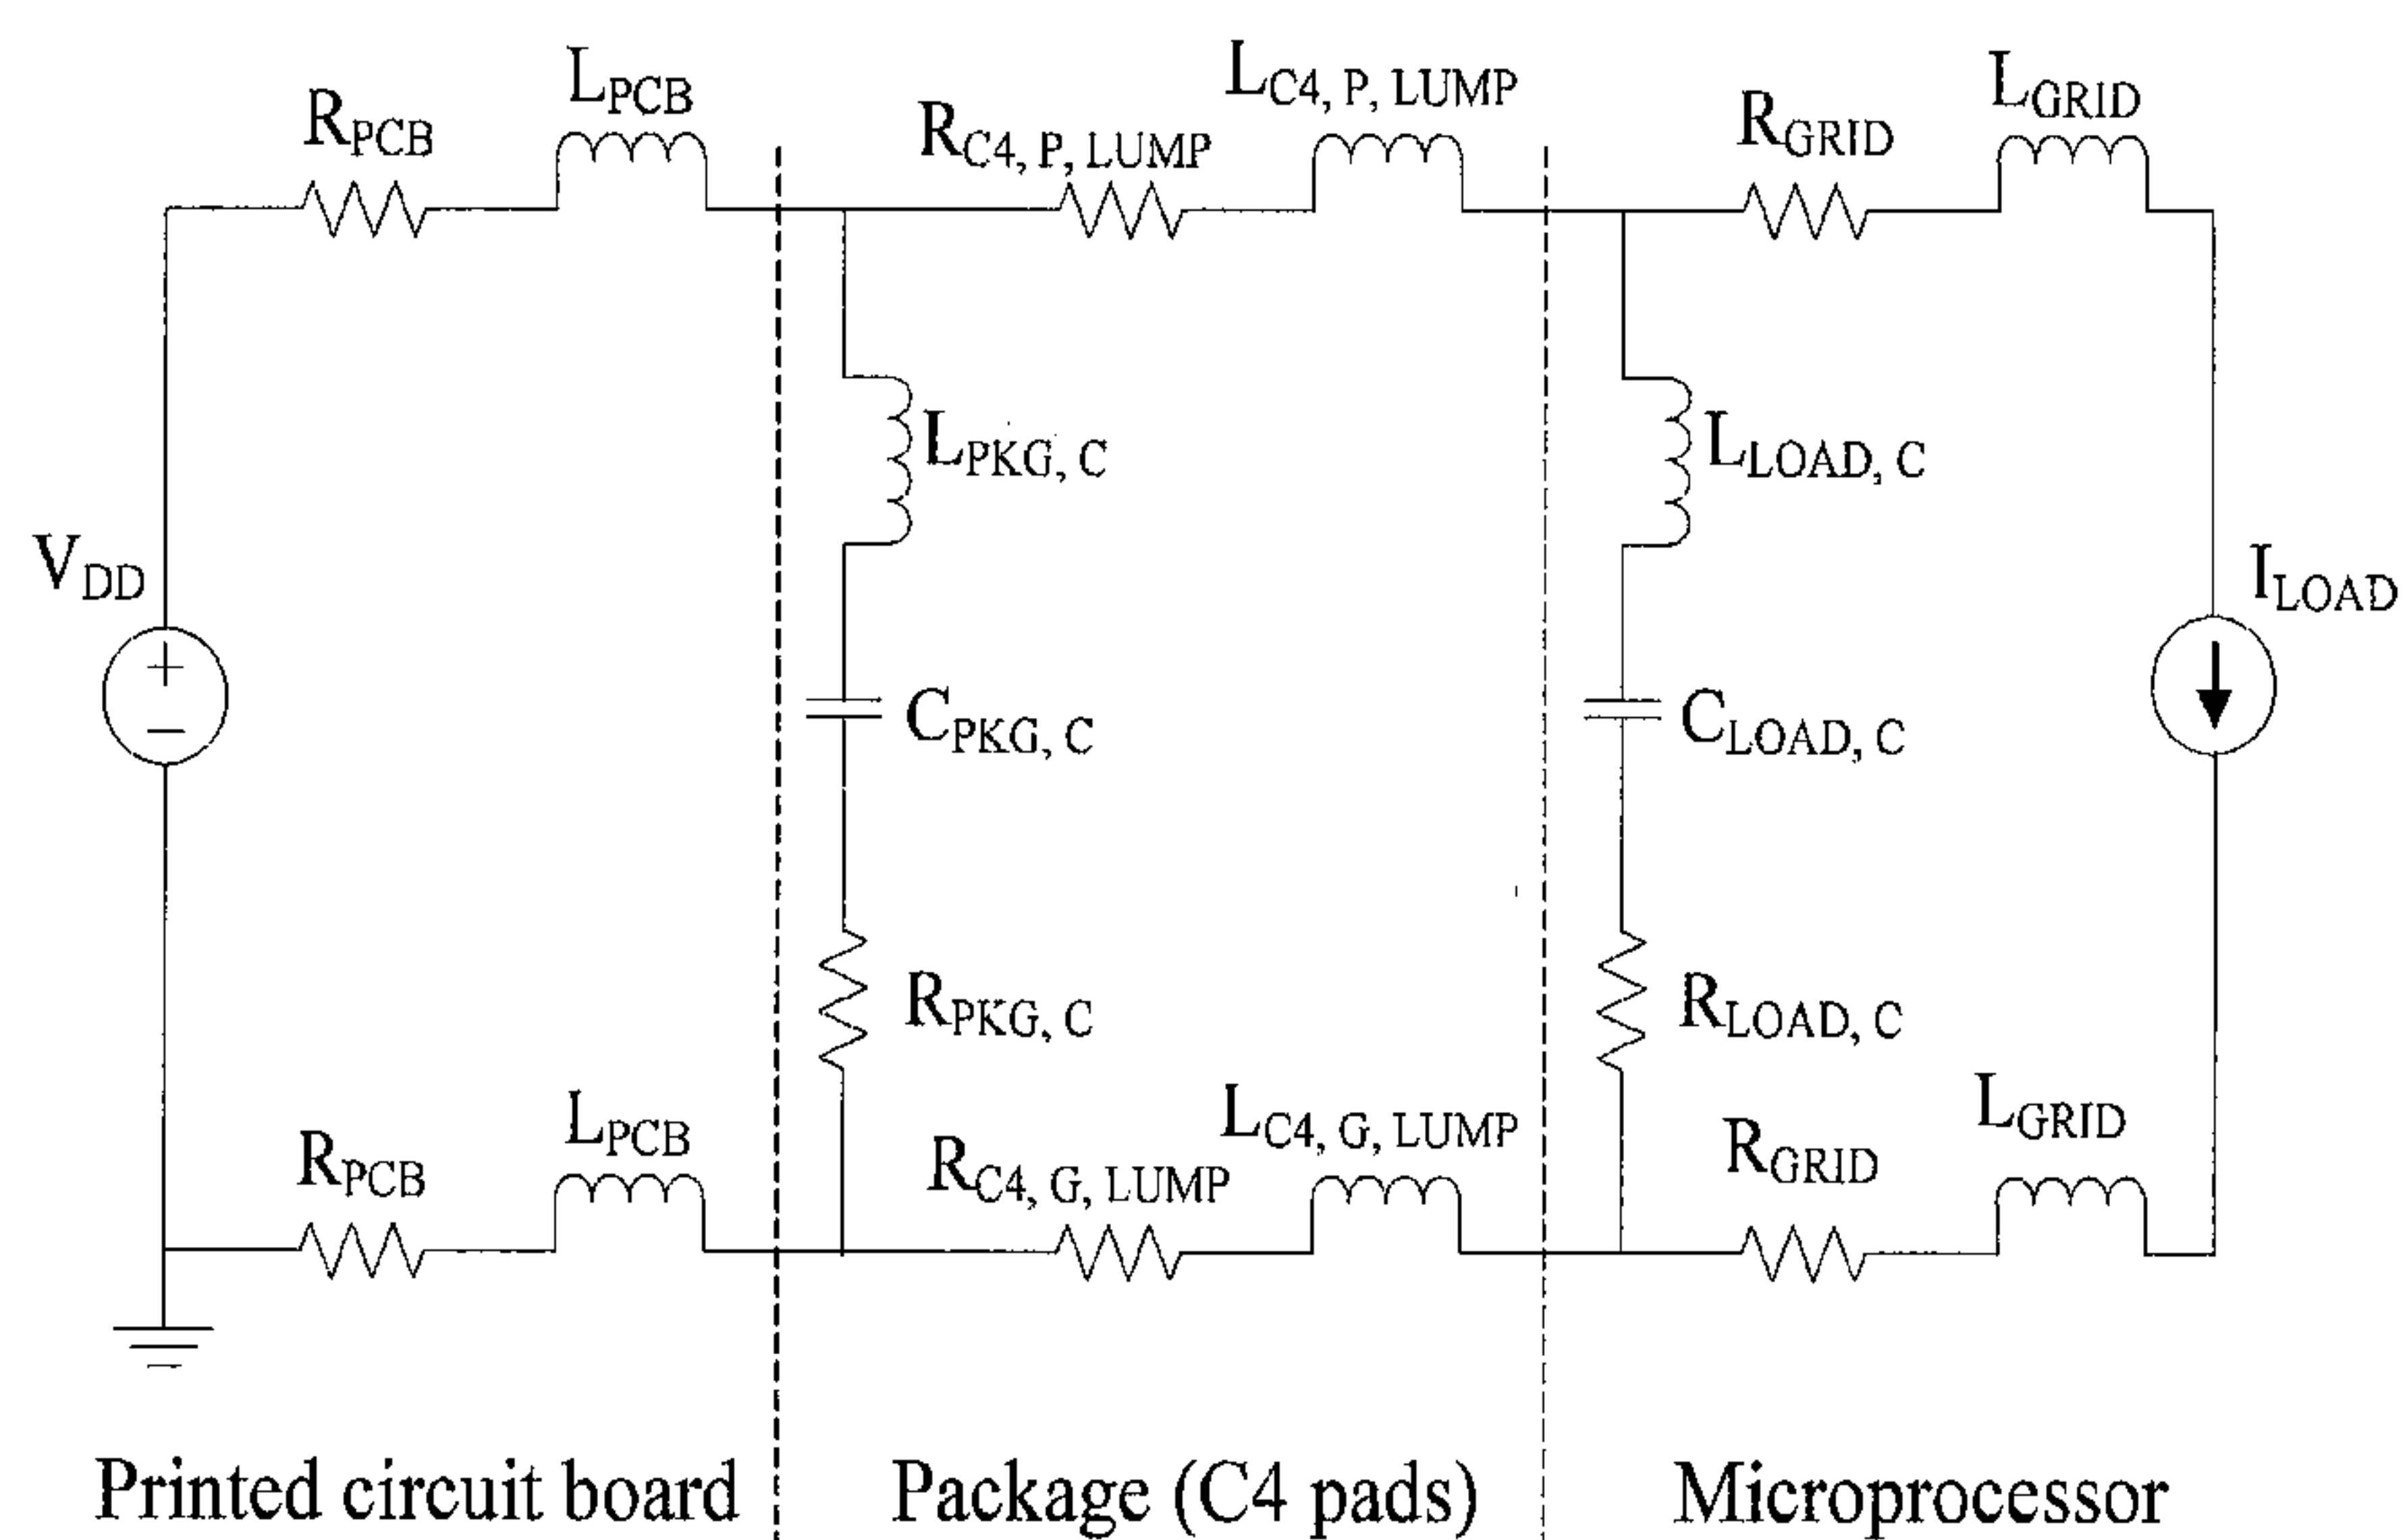 L_PCB
L_C4, P, LUMP
L_GRID
R_PCB
R_C4, P, LUMP
R_GRID
L_PKG, C
L_LOAD, C
V_DD
I_LOAD
+
−
C_PKG, C
C_LOAD, C
R_PKG, C
R_LOAD, C
L_PCB
L_C4, G, LUMP
L_GRID
R_PCB
R_C4, G, LUMP
R_GRID
Printed circuit board
Package (C4 pads)
Microprocessor